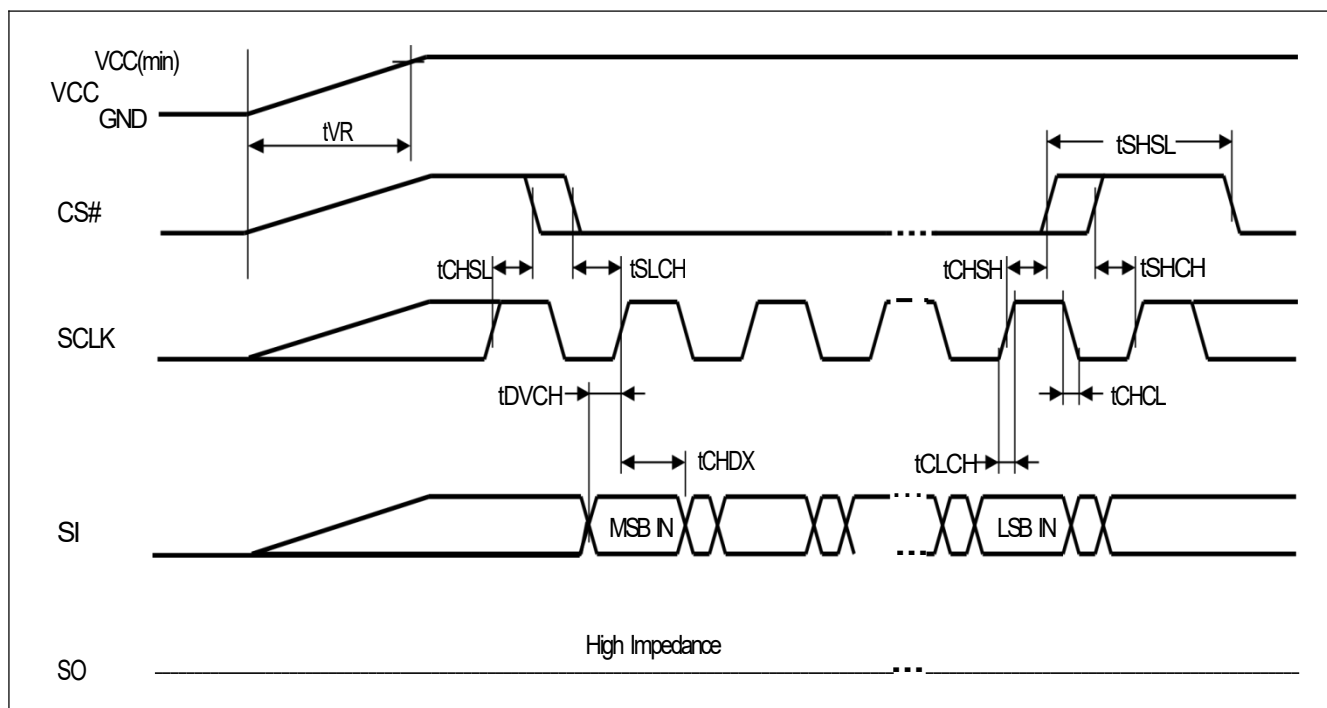 VCC(min)
VCC
GND
tVR
tSHSL
CS#
tCHSL
tSLCH
tCHSH
tSHCH
SCLK
tDVCH
tCHCL
tCHDX
tCLCH
SI
MSB IN
LSB IN
High Impedance
SO